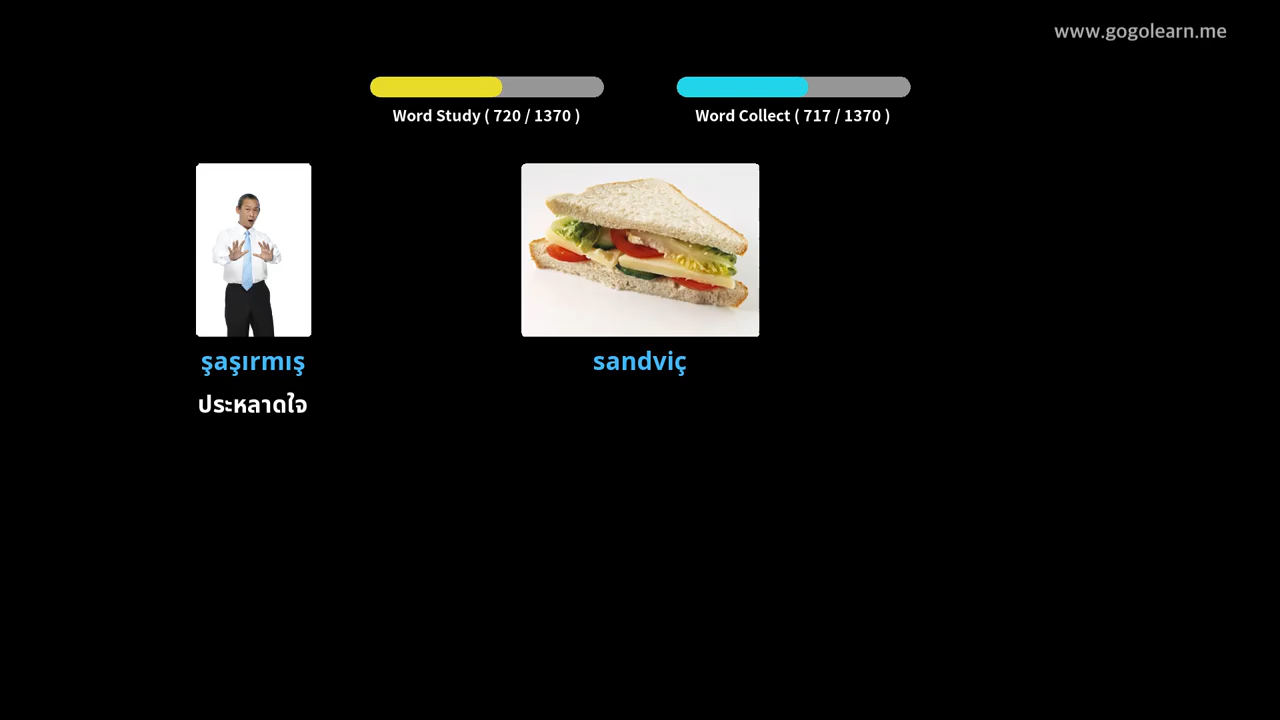 www.gogolearn.me
Word Study ( 720 / 1370 )
Word Collect ( 717 / 1370 )
şaşırmış
sandviç
ประหลาดใจ